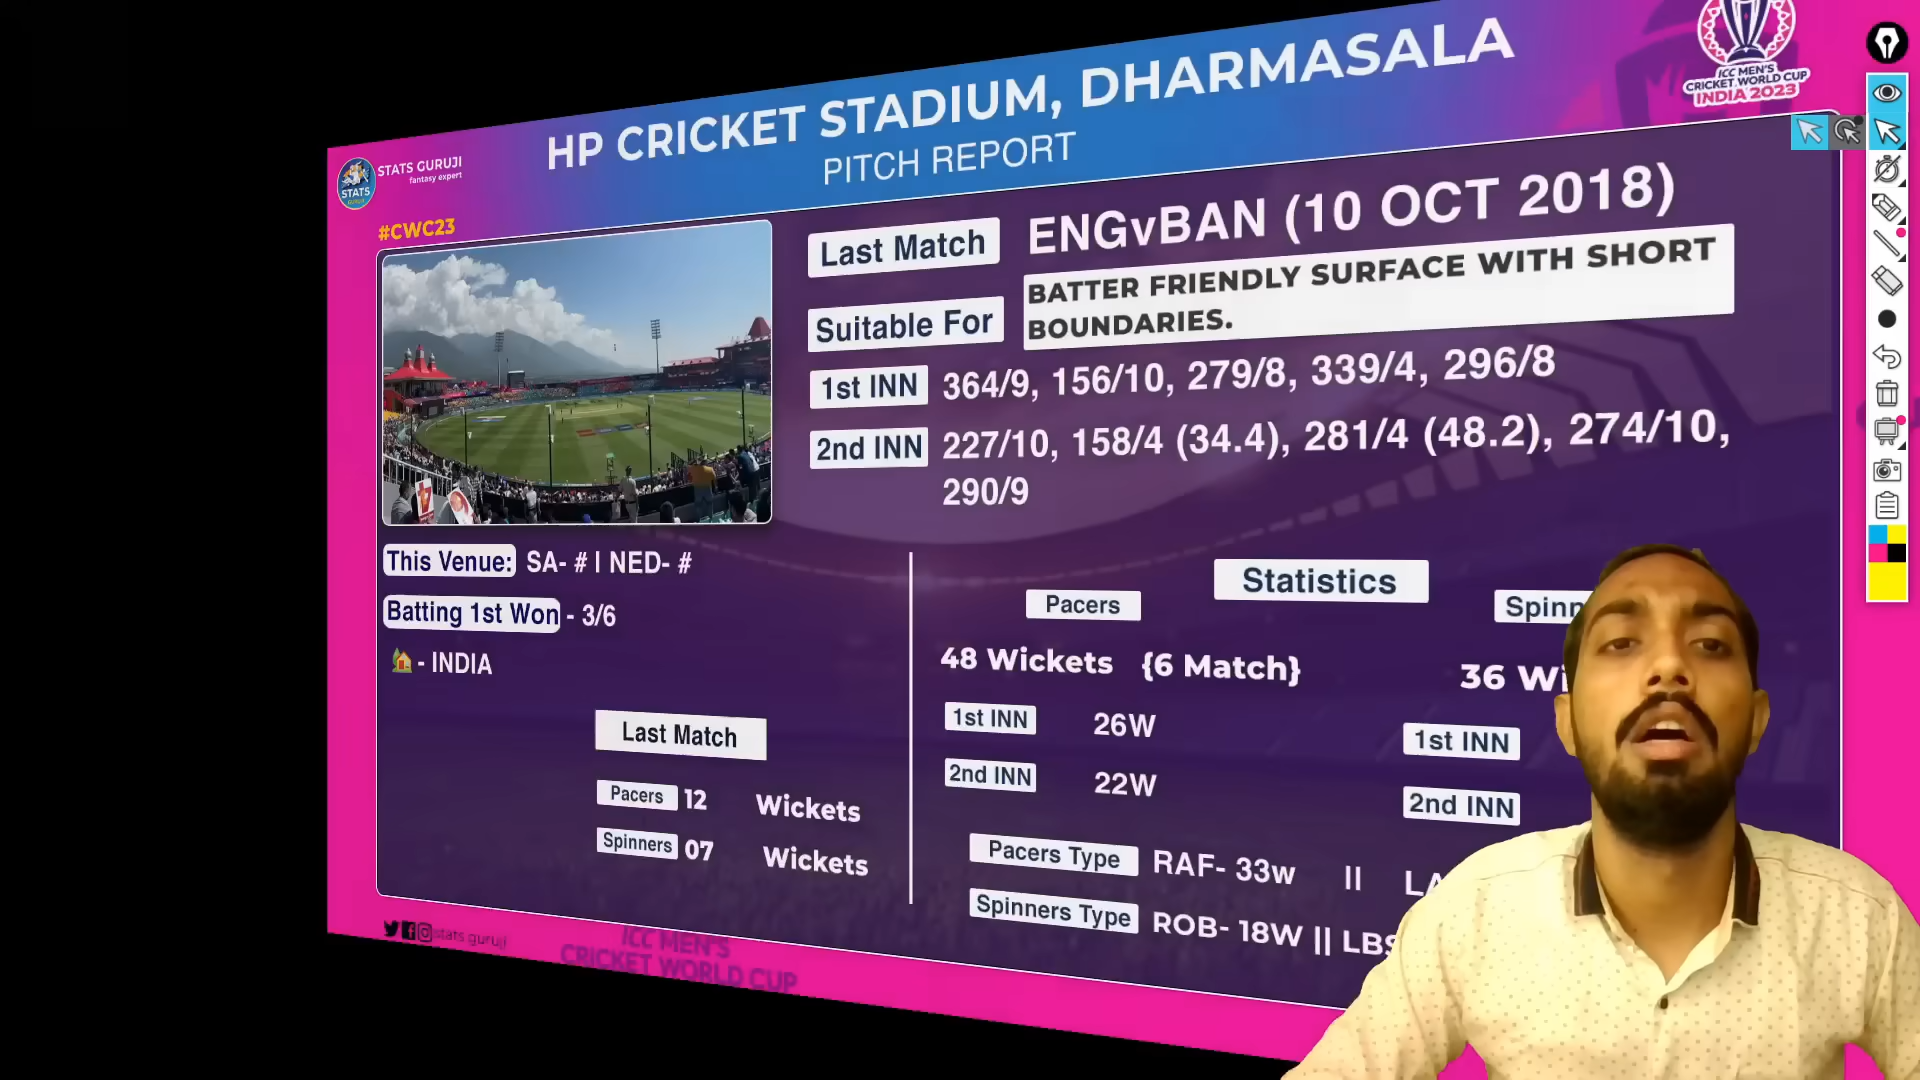 HP CRICKET STADIUM, DHARMASALA
PITCH REPORT
ICC MEN'S
CRICKET WORLD CUP
INDIA 2023
STATS GURUJI
fantasy expert
STATS
#CWC23
Last Match ENGvBAN (10 OCT 2018)
Suitable For BATTER FRIENDLY SURFACE WITH SHORT
BOUNDARIES.
1st INN 364/9, 156/10, 279/8, 339/4, 296/8
2nd INN 227/10, 158/4 (34.4), 281/4 (48.2), 274/10,
290/9
This Venue: SA- # I NED- #
Batting 1st Won - 3/6
- INDIA
Last Match
Pacers 12 Wickets
Spinners 07 Wickets
Statistics
Pacers
48 Wickets {6 Match} 36
1st INN 26W 1st INN
2nd INN 22W 2nd INN
Pacers Type RAF- 33w ||
Spinners Type ROB- 18W ||
stats guruji
ICC MEN'S
CRICKET WORLD CUP